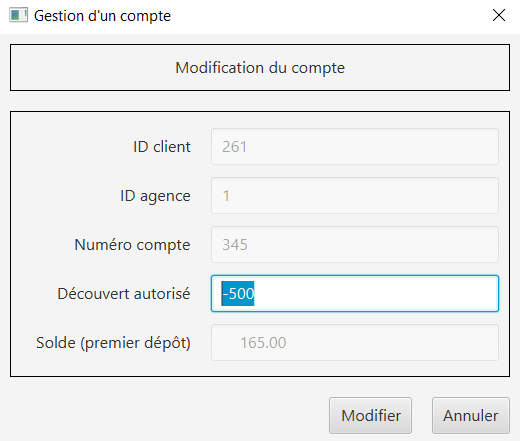 Gestion d'un compte
Modification du compte
ID client 261
ID agence 1
Numéro compte 345
Découvert autorisé -500
Solde (premier dépôt) 165.00
Modifier Annuler